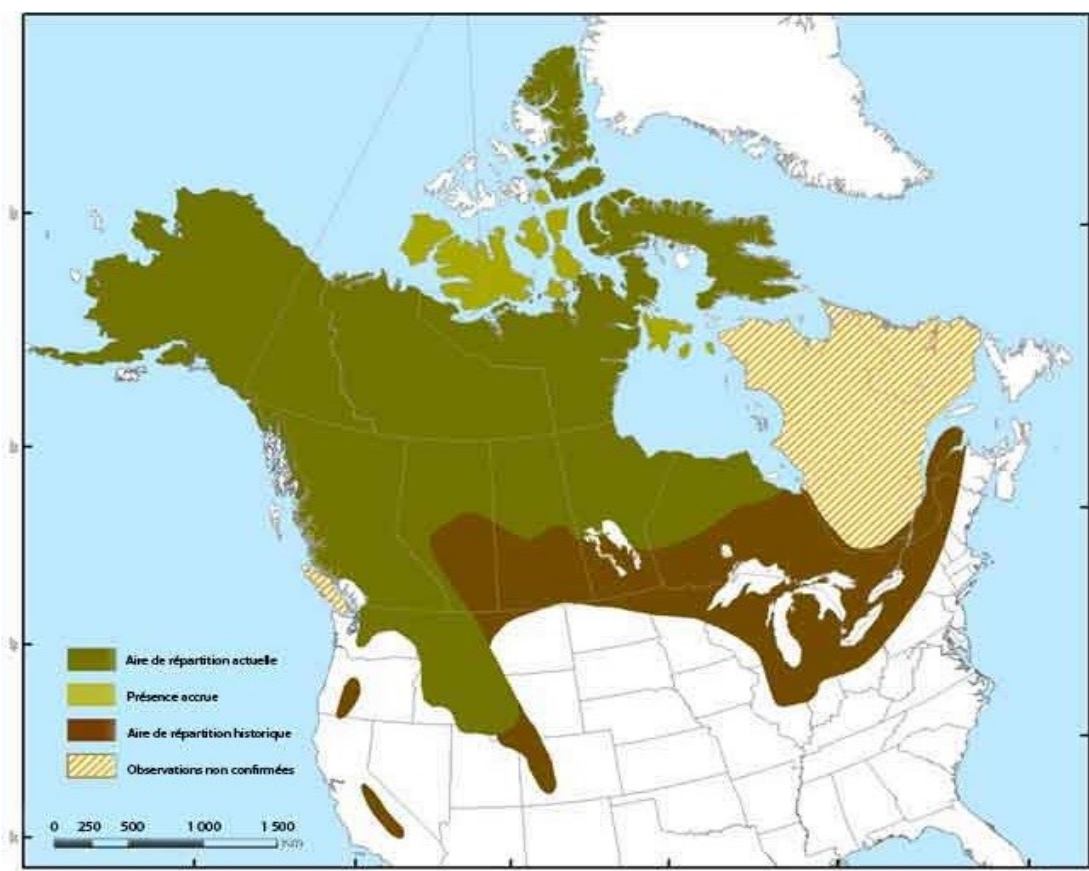 Aire de répartition actuelle
Présence accrue
Aire de répartition historique
Observations non confirmées
0 250 500 1 000 1 500
Km